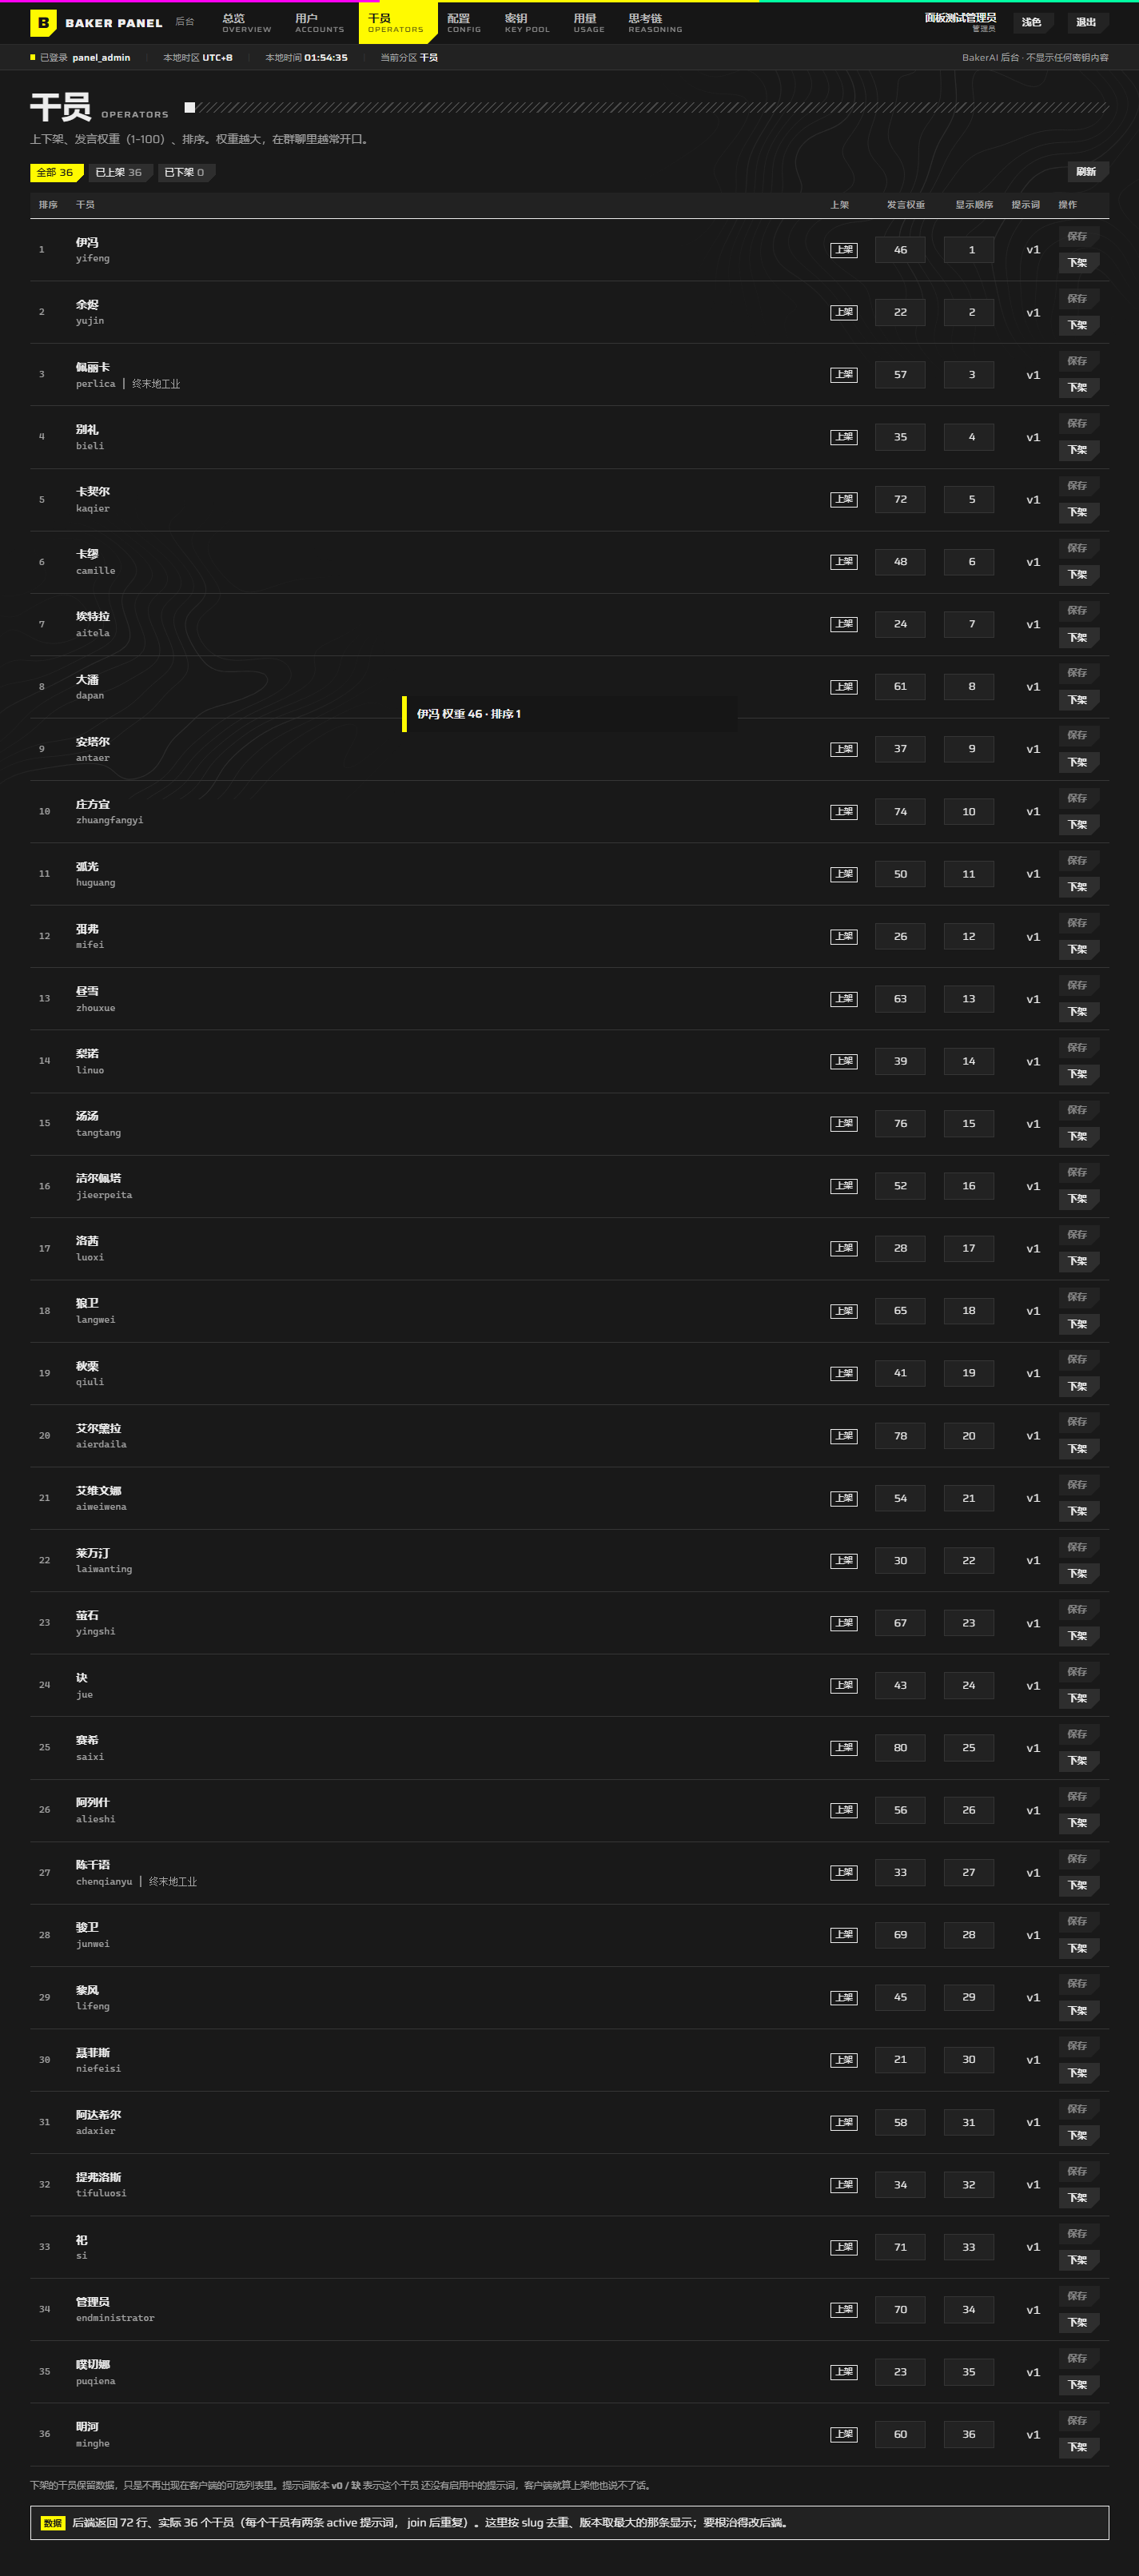 B BAKER PANEL 后台
总览 OVERVIEW
用户 ACCOUNTS
干员 OPERATORS
配置 CONFIG
密钥 KEY POOL
用量 USAGE
思考链 REASONING
面板测试管理员
管理员
浅色
退出
已登录 panel_admin
本地时区 UTC+8
本地时间 01:54:35
当前分区 干员
BakerAI 后台 · 不显示任何密钥内容
干员 OPERATORS
上下架、发言权重（1-100）、排序。权重越大，在群聊里越常开口。
全部 36 已上架 36 已下架 0 刷新
排序 干员 上架 发言权重 显示顺序 提示词 操作
1 伊冯 上架 46 1 v1 保存
yifeng 下架
2 余烬 上架 22 2 v1 保存
yujin 下架
3 佩丽卡 上架 57 3 v1 保存
perlica | 终末地工业 下架
4 别礼 上架 35 4 v1 保存
bieli 下架
5 卡契尔 上架 72 5 v1 保存
kaqier 下架
6 卡缪 上架 48 6 v1 保存
camille 下架
7 埃特拉 上架 24 7 v1 保存
aitela 下架
8 大潘 上架 61 8 v1 保存
dapan 下架
伊冯 权重 46 · 排序 1
9 安塔尔 上架 37 9 v1 保存
antaer 下架
10 庄方宜 上架 74 10 v1 保存
zhuangfangyi 下架
11 弧光 上架 50 11 v1 保存
huguang 下架
12 弭弗 上架 26 12 v1 保存
mifei 下架
13 昼雪 上架 63 13 v1 保存
zhouxue 下架
14 梨诺 上架 39 14 v1 保存
linuo 下架
15 汤汤 上架 76 15 v1 保存
tangtang 下架
16 洁尔佩塔 上架 52 16 v1 保存
jieerpeita 下架
17 洛茜 上架 28 17 v1 保存
luoxi 下架
18 狼卫 上架 65 18 v1 保存
langwei 下架
19 秋栗 上架 41 19 v1 保存
qiuli 下架
20 艾尔黛拉 上架 78 20 v1 保存
aierdaila 下架
21 艾维文娜 上架 54 21 v1 保存
aiweiwena 下架
22 莱万汀 上架 30 22 v1 保存
laiwanting 下架
23 萤石 上架 67 23 v1 保存
yingshi 下架
24 诀 上架 43 24 v1 保存
jue 下架
25 赛希 上架 80 25 v1 保存
saixi 下架
26 阿列什 上架 56 26 v1 保存
alieshi 下架
27 陈千语 上架 33 27 v1 保存
chenqianyu | 终末地工业 下架
28 骏卫 上架 69 28 v1 保存
junwei 下架
29 黎风 上架 45 29 v1 保存
lifeng 下架
30 聂菲斯 上架 21 30 v1 保存
niefeisi 下架
31 阿达希尔 上架 58 31 v1 保存
adaxier 下架
32 提弗洛斯 上架 34 32 v1 保存
tifuluosi 下架
33 祀 上架 71 33 v1 保存
si 下架
34 管理员 上架 70 34 v1 保存
endministrator 下架
35 噗切娜 上架 23 35 v1 保存
puqiena 下架
36 明河 上架 60 36 v1 保存
minghe 下架
下架的干员保留数据，只是不再出现在客户端的可选列表里。提示词版本 v0 / 缺 表示这个干员 还没有启用中的提示词，客户端就算上架他也说不了话。
数据 后端返回 72 行、实际 36 个干员（每个干员有两条 active 提示词， join 后重复）。这里按 slug 去重、版本取最大的那条显示；要根治得改后端。